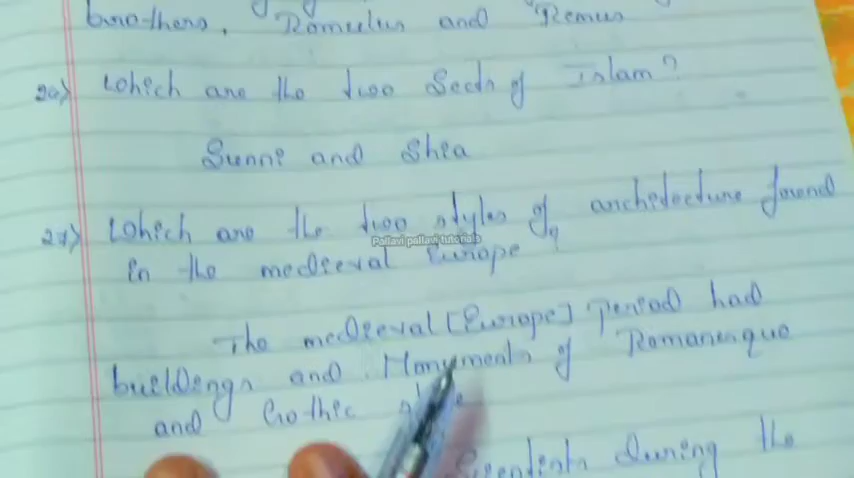 brothers. Romulus and Remus
26) Which are the two Sects of Islam?
Sunni and Shia
27) Which are the two styles of architecture found
in the medieval Europe?
Pallavi pallavi tutorials
The medieval [Europe] Period had
buildings and Monuments of Romanesque
and Gothic
during the